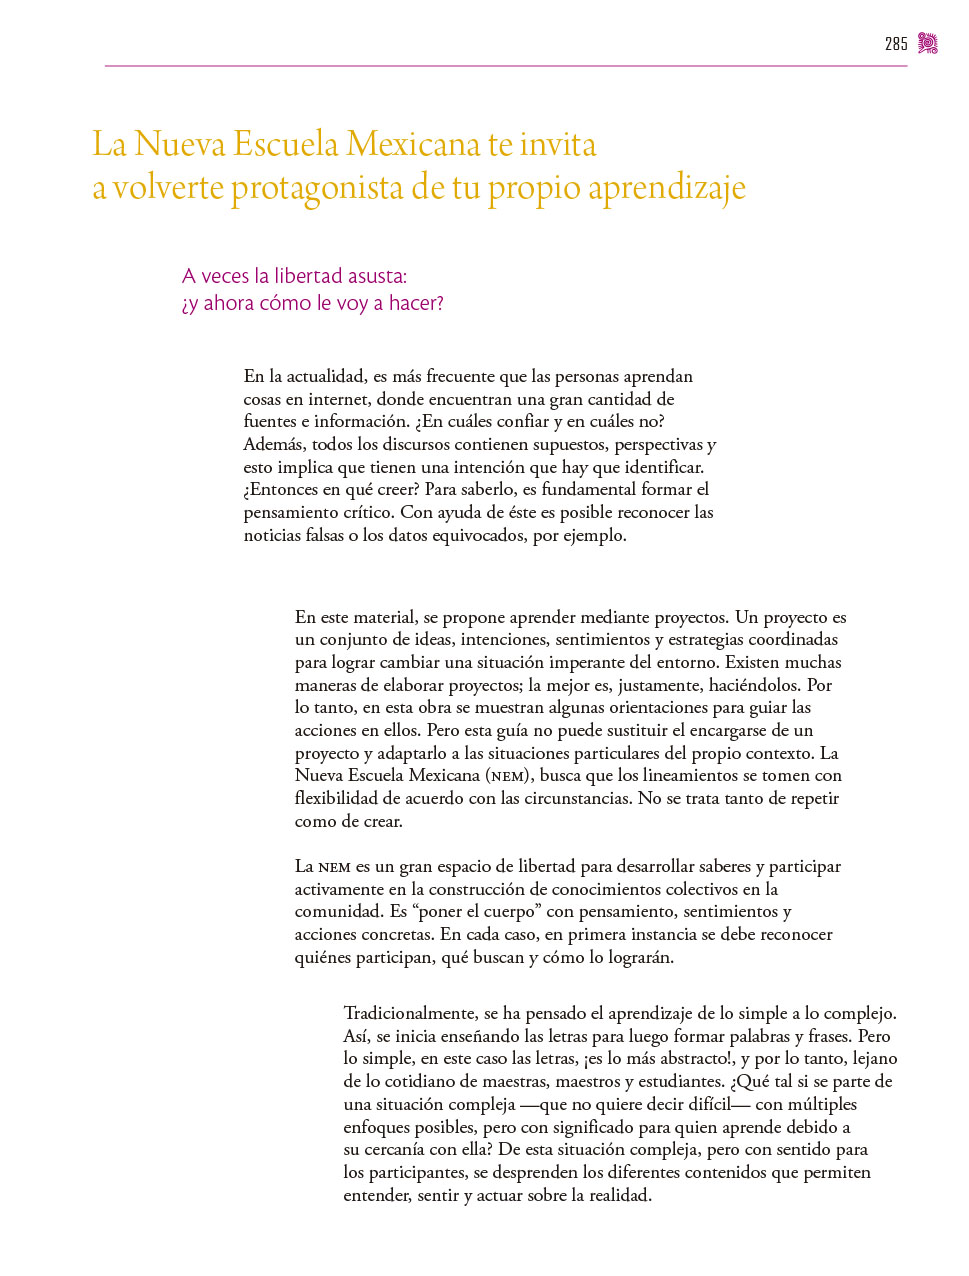 285
La Nueva Escuela Mexicana te invita
a volverte protagonista de tu propio aprendizaje
A veces la libertad asusta:
¿y ahora cómo le voy a hacer?
En la actualidad, es más frecuente que las personas aprendan
cosas en internet, donde encuentran una gran cantidad de
fuentes e información. ¿En cuáles confiar y en cuáles no?
Además, todos los discursos contienen supuestos, perspectivas y
esto implica que tienen una intención que hay que identificar.
¿Entonces en qué creer? Para saberlo, es fundamental formar el
pensamiento crítico. Con ayuda de éste es posible reconocer las
noticias falsas o los datos equivocados, por ejemplo.
En este material, se propone aprender mediante proyectos. Un proyecto es
un conjunto de ideas, intenciones, sentimientos y estrategias coordinadas
para lograr cambiar una situación imperante del entorno. Existen muchas
maneras de elaborar proyectos; la mejor es, justamente, haciéndolos. Por
lo tanto, en esta obra se muestran algunas orientaciones para guiar las
acciones en ellos. Pero esta guía no puede sustituir el encargarse de un
proyecto y adaptarlo a las situaciones particulares del propio contexto. La
Nueva Escuela Mexicana (NEM), busca que los lineamientos se tomen con
flexibilidad de acuerdo con las circunstancias. No se trata tanto de repetir
como de crear.
La NEM es un gran espacio de libertad para desarrollar saberes y participar
activamente en la construcción de conocimientos colectivos en la
comunidad. Es “poner el cuerpo” con pensamiento, sentimientos y
acciones concretas. En cada caso, en primera instancia se debe reconocer
quiénes participan, qué buscan y cómo lo lograrán.
Tradicionalmente, se ha pensado el aprendizaje de lo simple a lo complejo.
Así, se inicia enseñando las letras para luego formar palabras y frases. Pero
lo simple, en este caso las letras, ¡es lo más abstracto!, y por lo tanto, lejano
de lo cotidiano de maestras, maestros y estudiantes. ¿Qué tal si se parte de
una situación compleja —que no quiere decir difícil— con múltiples
enfoques posibles, pero con significado para quien aprende debido a
su cercanía con ella? De esta situación compleja, pero con sentido para
los participantes, se desprenden los diferentes contenidos que permiten
entender, sentir y actuar sobre la realidad.